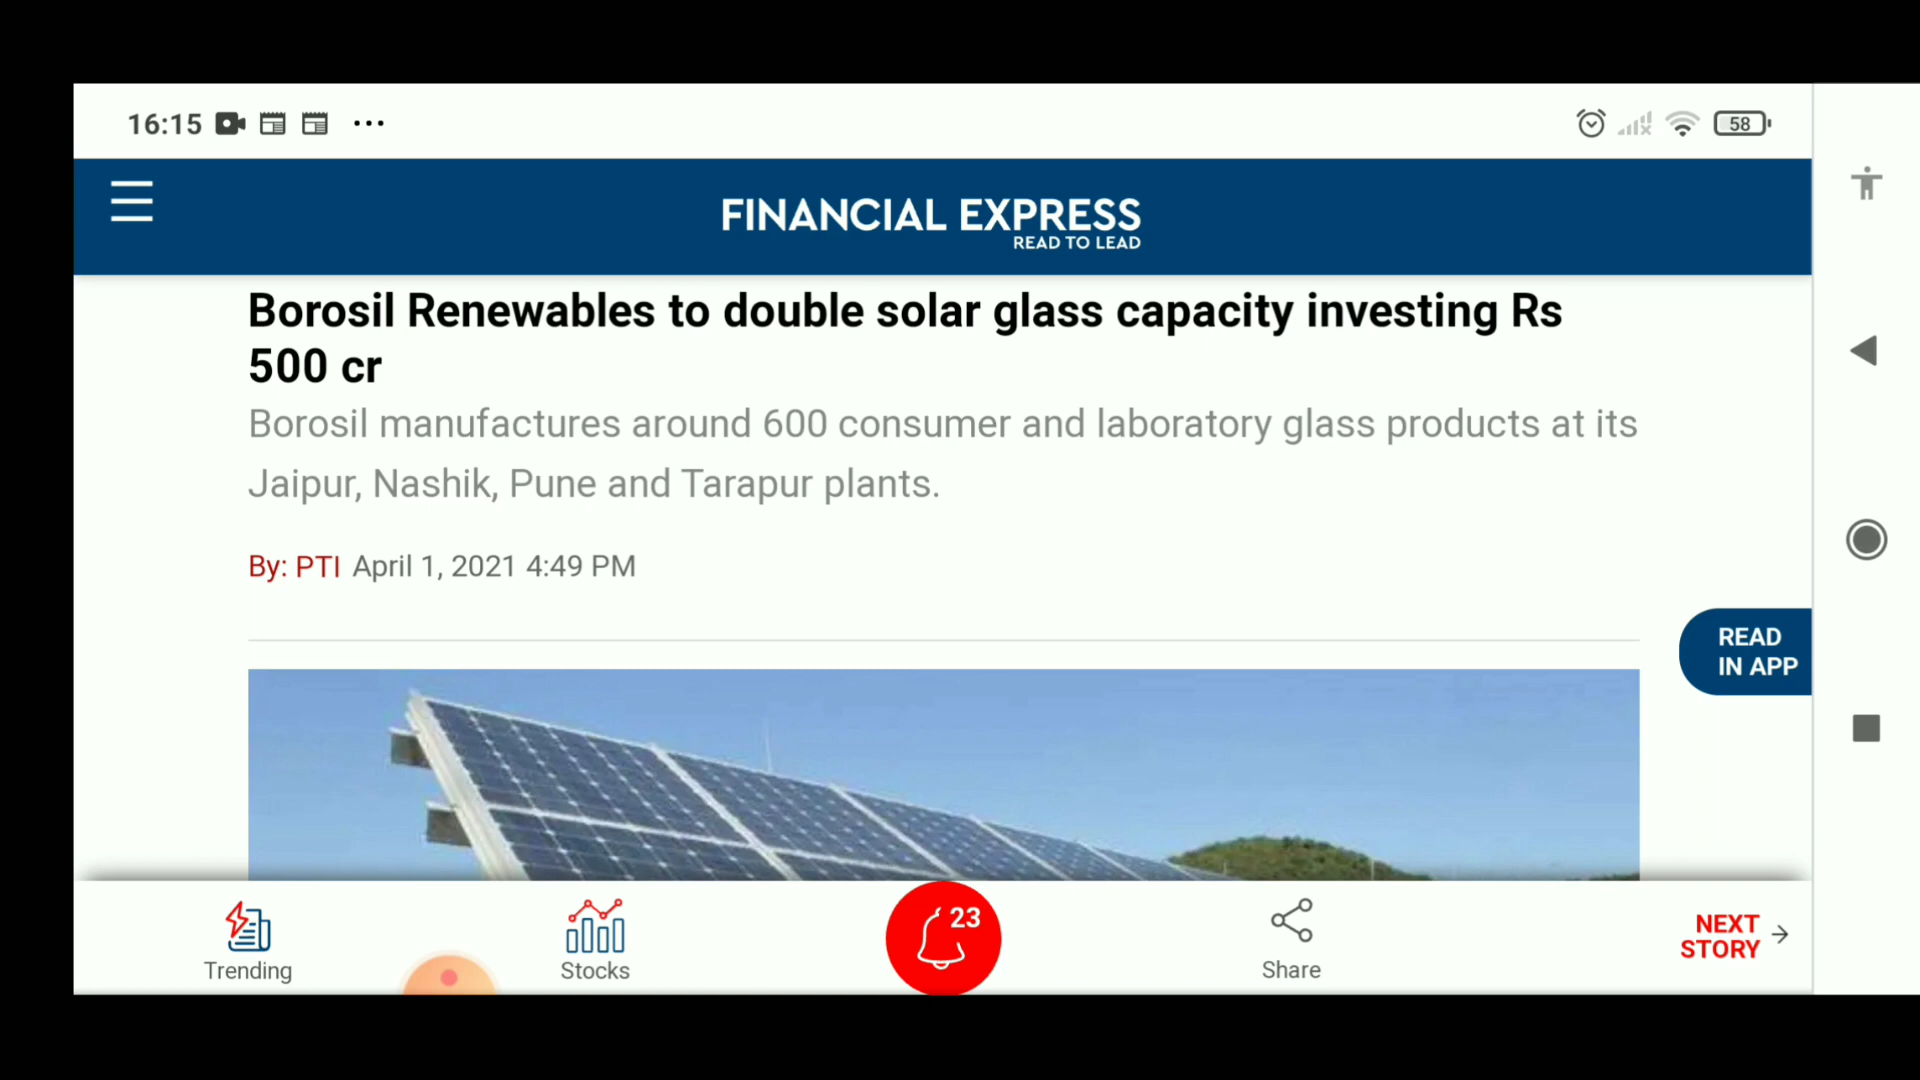 16:15
58
FINANCIAL EXPRESS
READ TO LEAD
Borosil Renewables to double solar glass capacity investing Rs
500 cr
Borosil manufactures around 600 consumer and laboratory glass products at its
Jaipur, Nashik, Pune and Tarapur plants.
By: PTI April 1, 2021 4:49 PM
READ
IN APP
Trending
Stocks
23
Share
NEXT
STORY